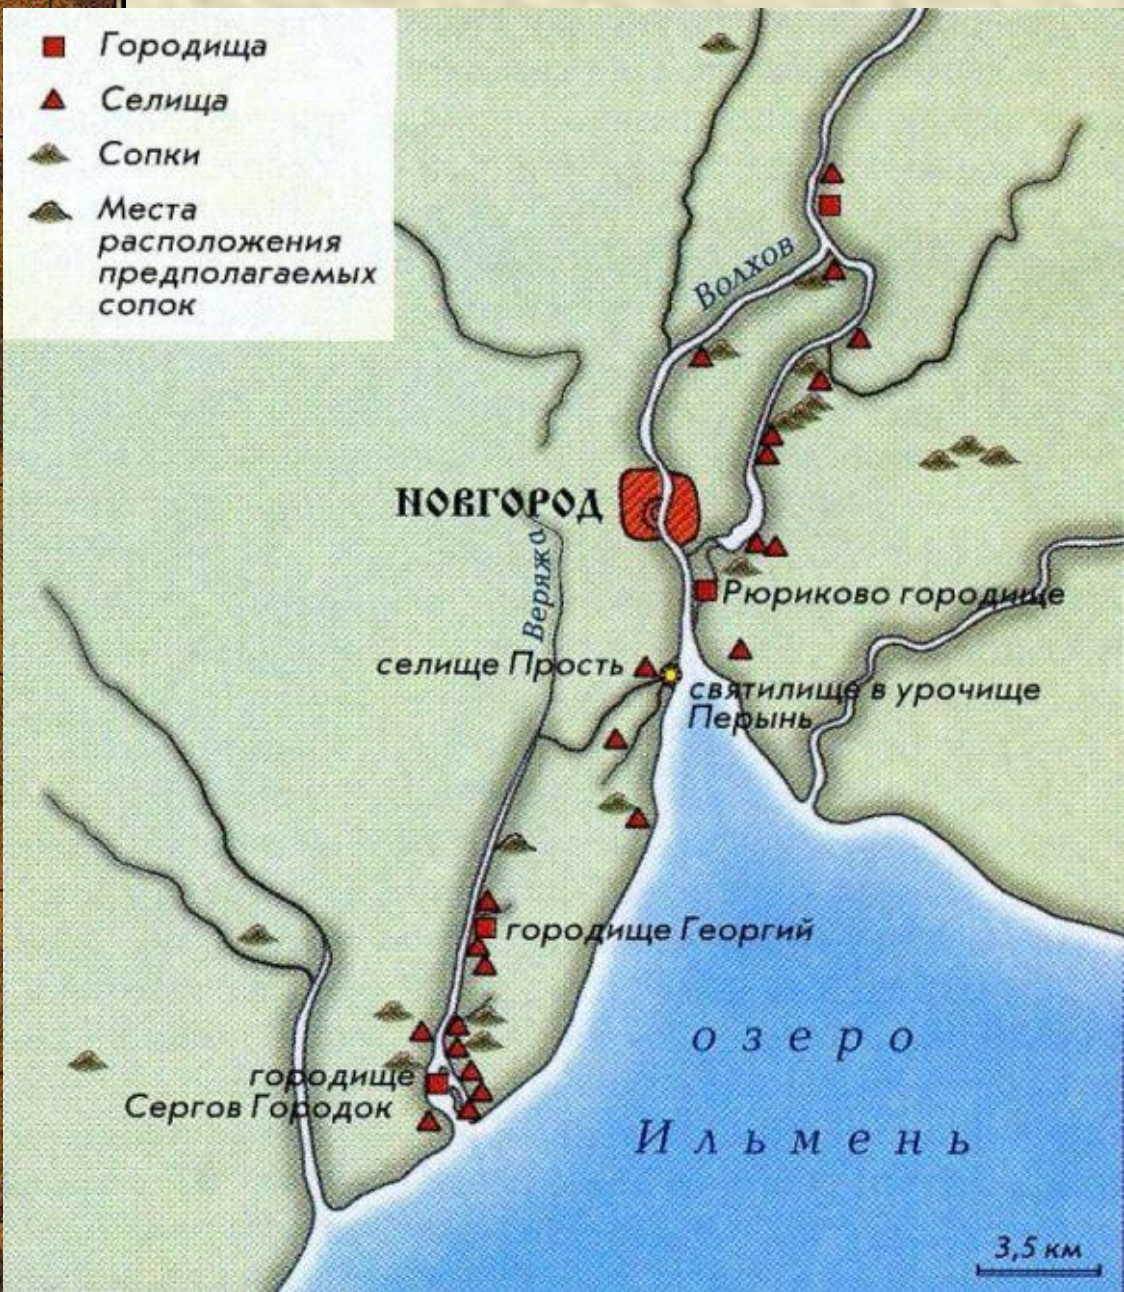 Городища
Селища
Сопки
Места
расположения
предполагаемых
сопок
Волхов
НОВГОРОД
Веряжа
Рюриково городище
селище Прость
святилище в урочище
Перынь
городище Георгий
озеро
городище
Сергов Городок
Ильмень
3,5 км